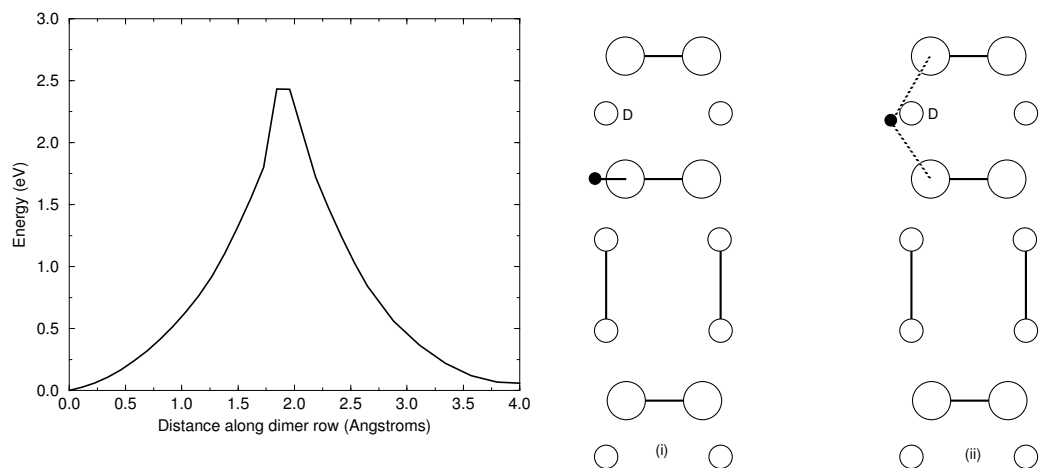 3.0
2.5
2.0
1.5
1.0
0.5
0.0
Energy (eV)
0.0 0.5 1.0 1.5 2.0 2.5 3.0 3.5 4.0
Distance along dimer row (Angstroms)
D
(i)
D
(ii)